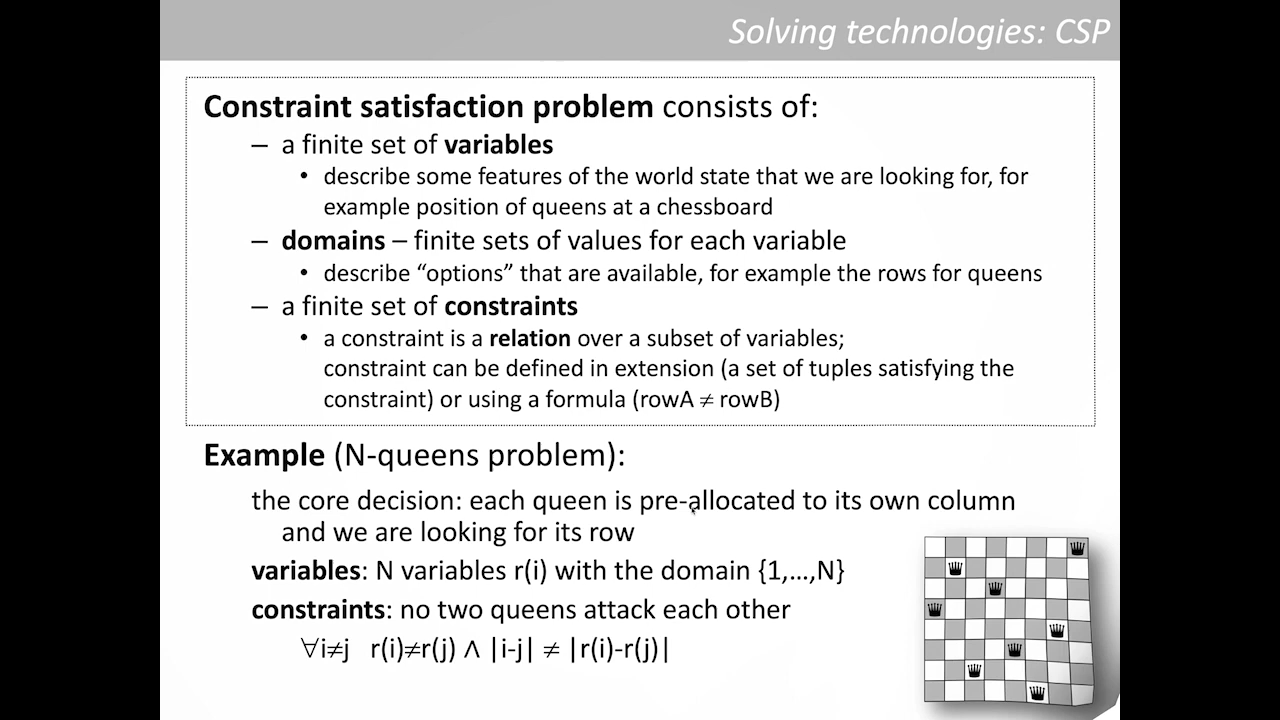 Solving technologies: CSP
Constraint satisfaction problem consists of:
– a finite set of variables
• describe some features of the world state that we are looking for, for
example position of queens at a chessboard
– domains – finite sets of values for each variable
• describe “options” that are available, for example the rows for queens
– a finite set of constraints
• a constraint is a relation over a subset of variables;
constraint can be defined in extension (a set of tuples satisfying the
constraint) or using a formula (rowA ≠ rowB)
Example (N-queens problem):
the core decision: each queen is pre-allocated to its own column
and we are looking for its row
variables: N variables r(i) with the domain {1,…,N}
constraints: no two queens attack each other
∀i≠j r(i)≠r(j) ∧ |i-j| ≠ |r(i)-r(j)|